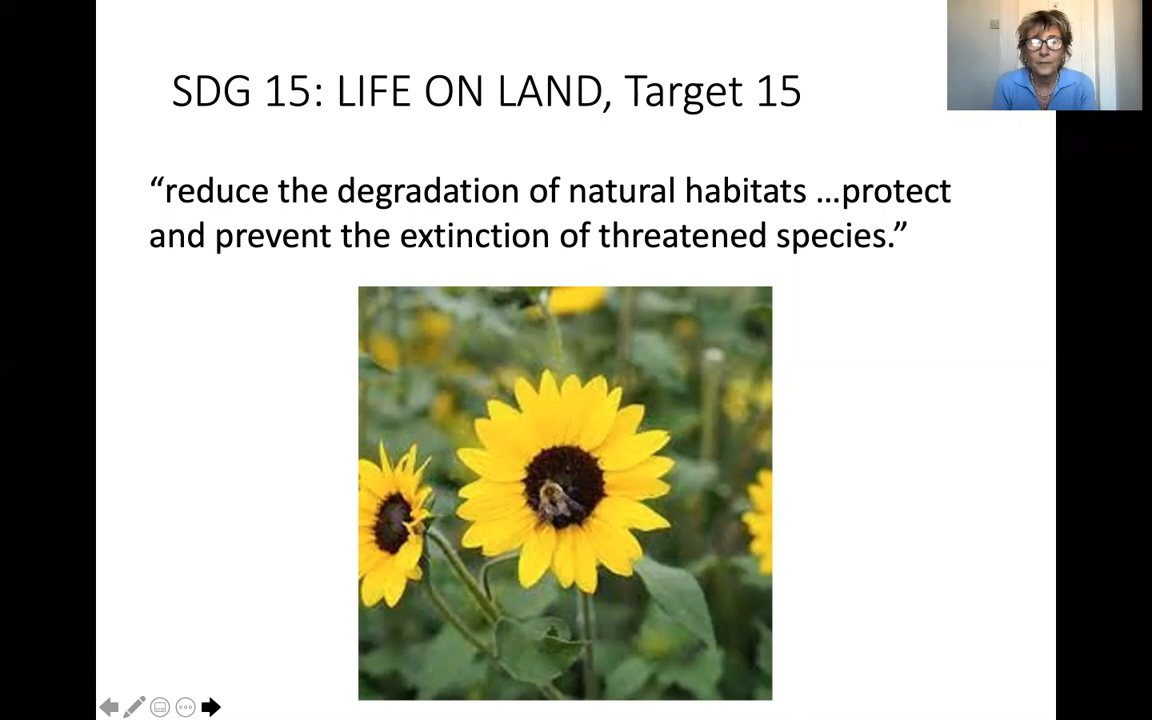 SDG 15: LIFE ON LAND, Target 15
“reduce the degradation of natural habitats …protect
and prevent the extinction of threatened species.”